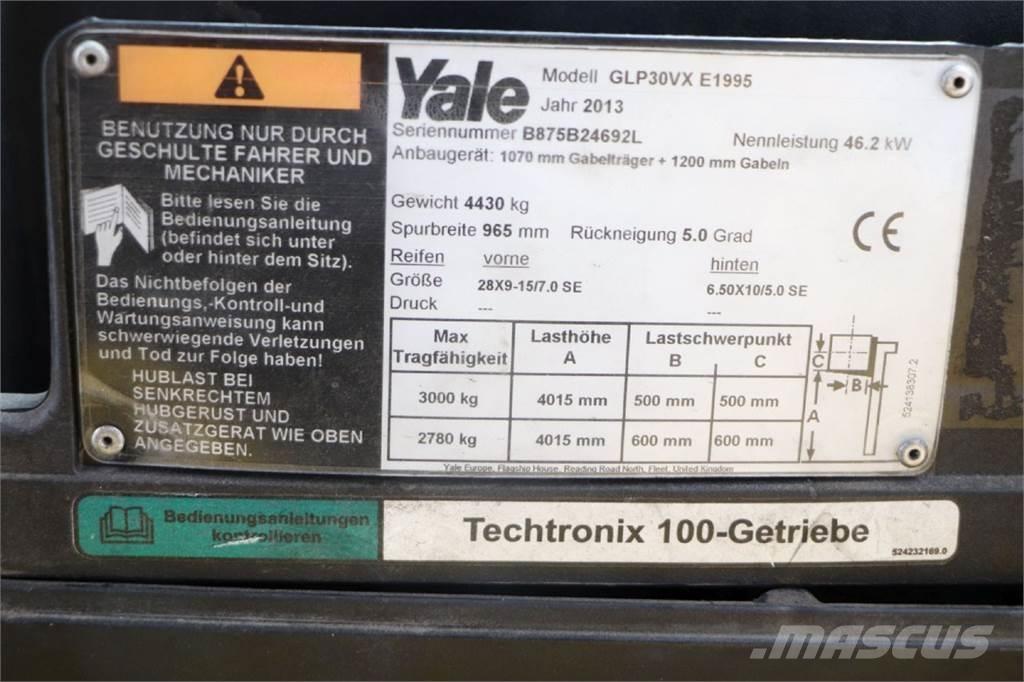 BENUTZUNG NUR DURCH
GESCHULTE FAHRER UND
MECHANIKER
Bitte lesen Sie die
Bedienungsanleitung
(befindet sich unter
oder hinter dem Sitz).
Das Nichtbefolgen der
Bedienungs,-Kontroll-und
Wartungsanweisung kann
schwerwiegende Verletzungen
und Tod zur Folge haben!
HUBLAST BEI
SENKRECHTEM
HUBGERUST UND
ZUSATZGERAT WIE OBEN
ANGEGEBEN.
Yale Modell GLP30VX E1995
Jahr 2013
Seriennummer B875B24692L Nennleistung 46.2 kW
Anbaugerät: 1070 mm Gabelträger + 1200 mm Gabeln
Gewicht 4430 kg
Spurbreite 965 mm Rückneigung 5.0 Grad
CE
Reifen vorne hinten
Größe 28X9-15/7.0 SE 6.50X10/5.0 SE
Druck --- ---
Max Lasthöhe Lastschwerpunkt
Tragfähigkeit A B C
3000 kg 4015 mm 500 mm 500 mm
2780 kg 4015 mm 600 mm 600 mm
C
B
A
524138307.2
Yale Europe, Flagship House, Reading Road North, Fleet, United Kingdom
Bedienungsanleitungen
kontrollieren
Techtronix 100-Getriebe
524232169.0
MASCUS